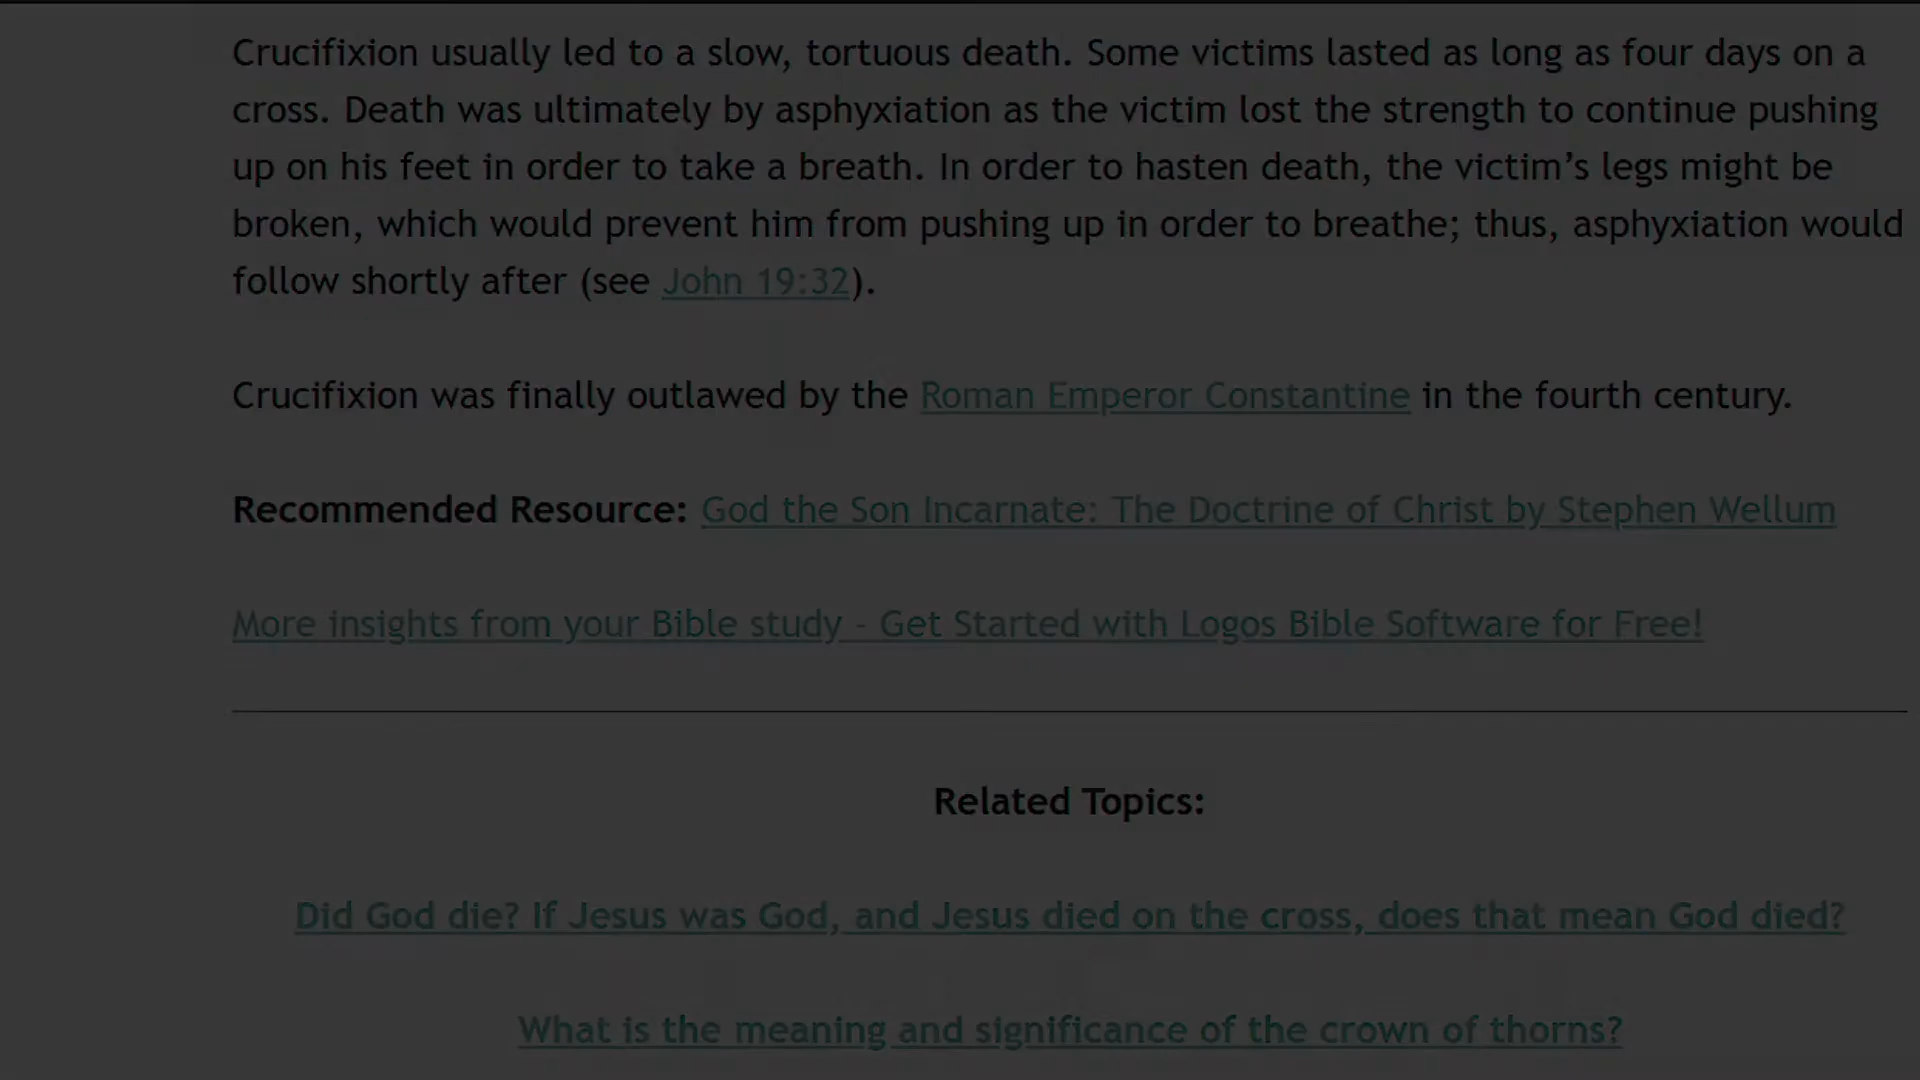 Crucifixion usually led to a slow, tortuous death. Some victims lasted as long as four days on a
cross. Death was ultimately by asphyxiation as the victim lost the strength to continue pushing
up on his feet in order to take a breath. In order to hasten death, the victim’s legs might be
broken, which would prevent him from pushing up in order to breathe; thus, asphyxiation would
follow shortly after (see John 19:32).
Crucifixion was finally outlawed by the Roman Emperor Constantine in the fourth century.
Recommended Resource: God the Son Incarnate: The Doctrine of Christ by Stephen Wellum
More insights from your Bible study - Get Started with Logos Bible Software for Free!
Related Topics:
Did God die? If Jesus was God, and Jesus died on the cross, does that mean God died?
What is the meaning and significance of the crown of thorns?